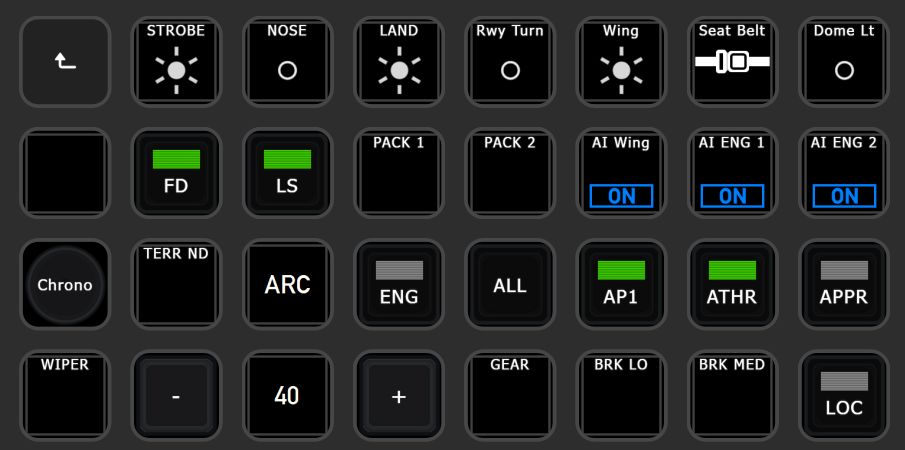 STROBE
NOSE
LAND
Rwy Turn
Wing
Seat Belt
Dome Lt
FD
LS
PACK 1
PACK 2
AI Wing
ON
AI ENG 1
ON
AI ENG 2
ON
Chrono
TERR ND
ARC
ENG
ALL
AP1
ATHR
APPR
WIPER
-
40
+
GEAR
BRK LO
BRK MED
LOC